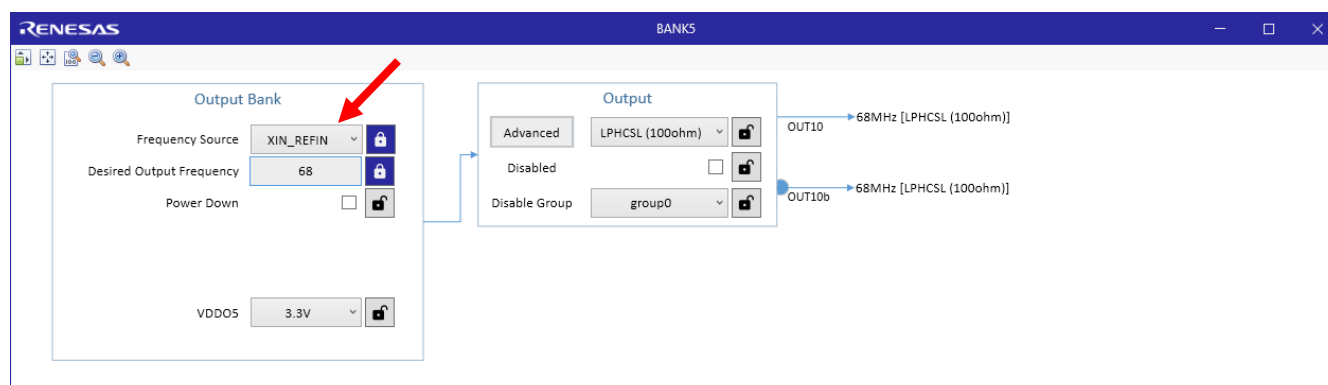 RENESAS
BANK5
100
Output Bank
Frequency Source
XIN_REFIN
Desired Output Frequency
68
Power Down
VDDO5
3.3V
Output
Advanced
LPHCSL (100ohm)
Disabled
Disable Group
group0
OUT10
68MHz [LPHCSL (100ohm)]
OUT10b
68MHz [LPHCSL (100ohm)]